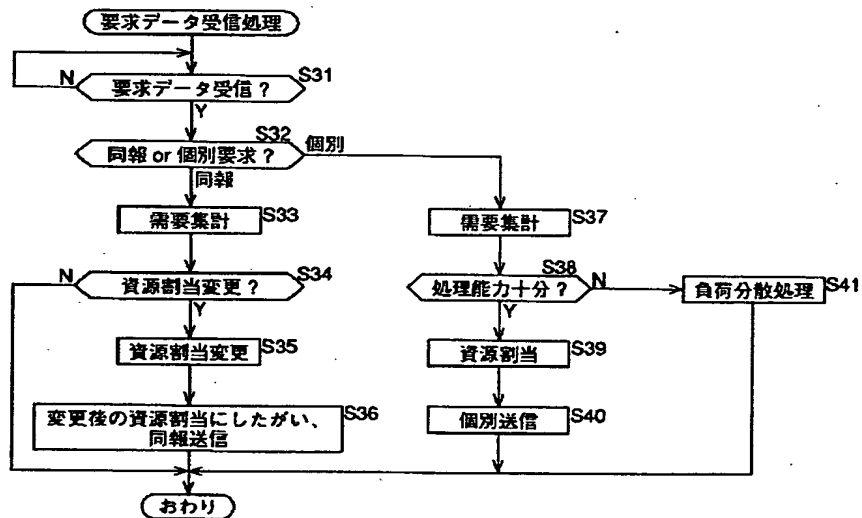 要求データ受信処理
S31
N
要求データ受信?
Y
S32
個別
同報 or 個別要求?
同報
需要集計
S33
需要集計
S37
S34
N
資源割当変更?
Y
S38
処理能力十分?
N
負荷分散処理
S41
Y
資源割当変更
S35
資源割当
S39
変更後の資源割当にしたがい、
同報送信
S36
個別送信
S40
おわり